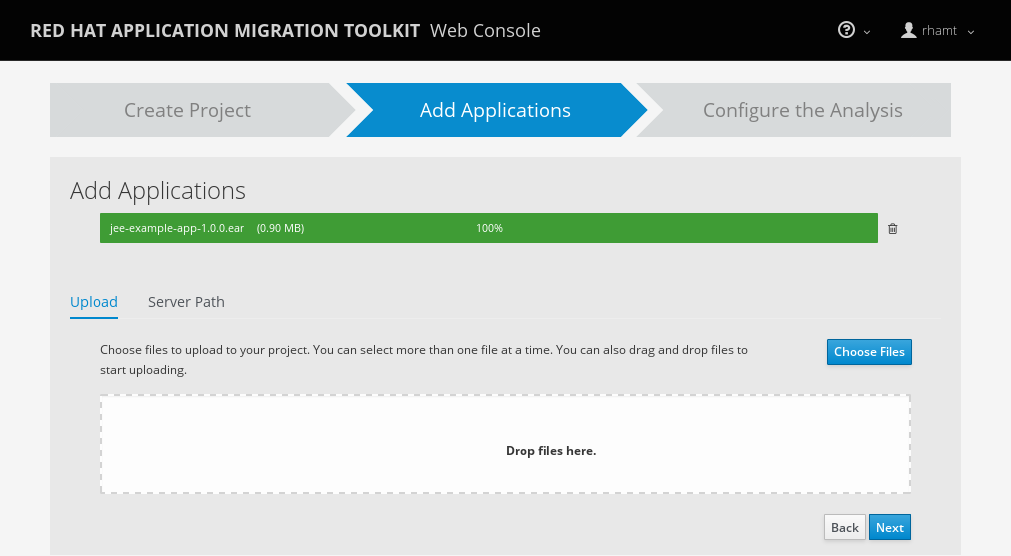 RED HAT APPLICATION MIGRATION TOOLKIT Web Console
rhamt
Create Project
Add Applications
Configure the Analysis
Add Applications
jee-example-app-1.0.0.ear (0.90 MB) 100%
Upload
Server Path
Choose files to upload to your project. You can select more than one file at a time. You can also drag and drop files to
start uploading.
Choose Files
Drop files here.
Back
Next